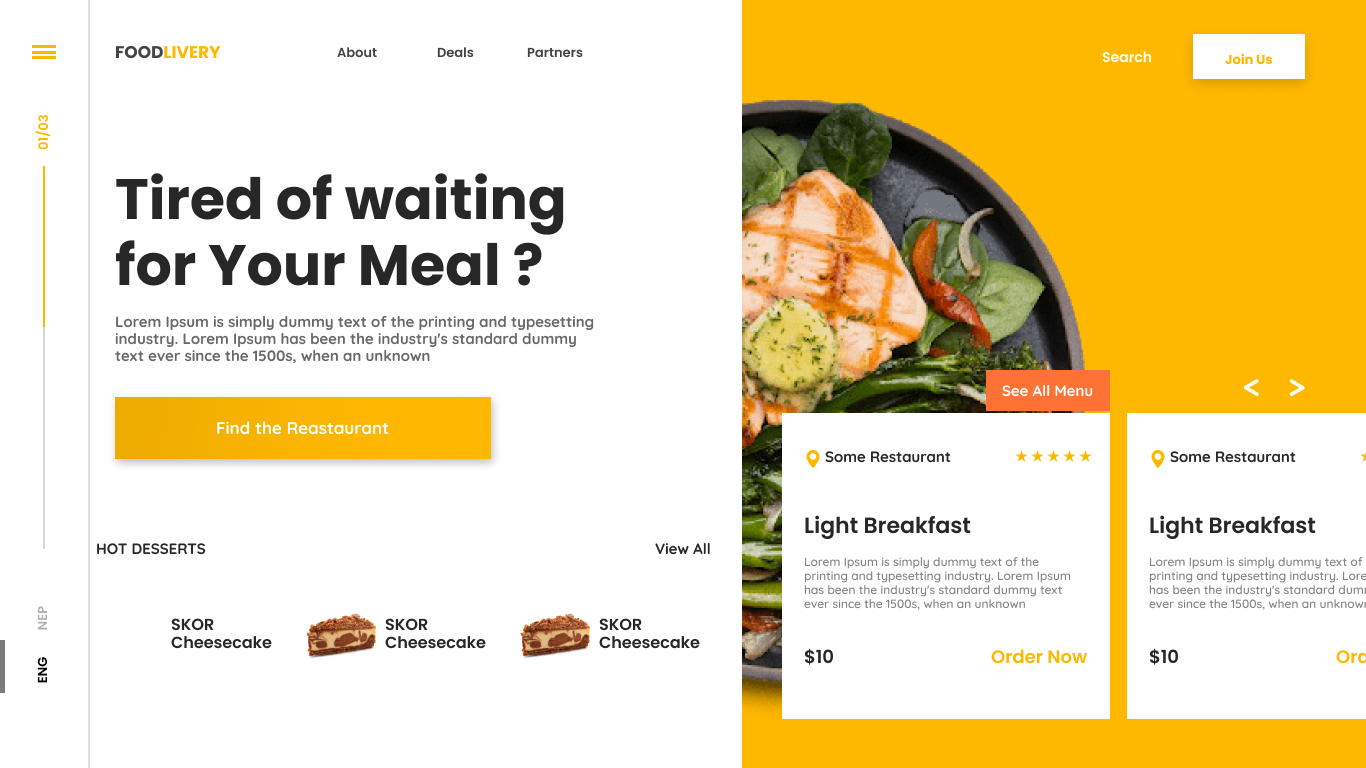 FOODLIVERY
About
Deals
Partners
Search
Join Us
01/03
Tired of waiting
for Your Meal ?
Lorem Ipsum is simply dummy text of the printing and typesetting
industry. Lorem Ipsum has been the industry's standard dummy
text ever since the 1500s, when an unknown
Find the Reastaurant
HOT DESSERTS
View All
SKOR
Cheesecake
SKOR
Cheesecake
SKOR
Cheesecake
NEP
ENG
See All Menu
< >
Some Restaurant
★★★★★
Light Breakfast
Lorem Ipsum is simply dummy text of the
printing and typesetting industry. Lorem Ipsum
has been the industry's standard dummy text
ever since the 1500s, when an unknown
$10
Order Now
Some Restaurant
Light Breakfast
Lorem Ipsum is simply dummy text of
printing and typesetting industry. Lore
has been the industry's standard dumm
ever since the 1500s, when an unknown
$10
Ord